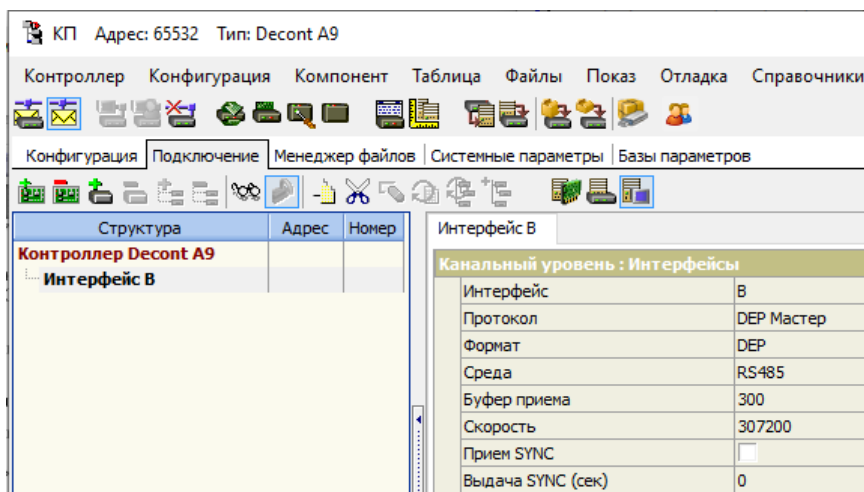 КП Адрес: 65532 Тип: Decont A9
Контроллер Конфигурация Компонент Таблица Файлы Показ Отладка Справочники
Конфигурация Подключение Менеджер файлов Системные параметры Базы параметров
Структура Адрес Номер
Контроллер Decont A9
Интерфейс B
Интерфейс B
Канальный уровень : Интерфейсы
Интерфейс B
Протокол DEP Мастер
Формат DEP
Среда RS485
Буфер приема 300
Скорость 307200
Прием SYNC
Выдача SYNC (сек) 0